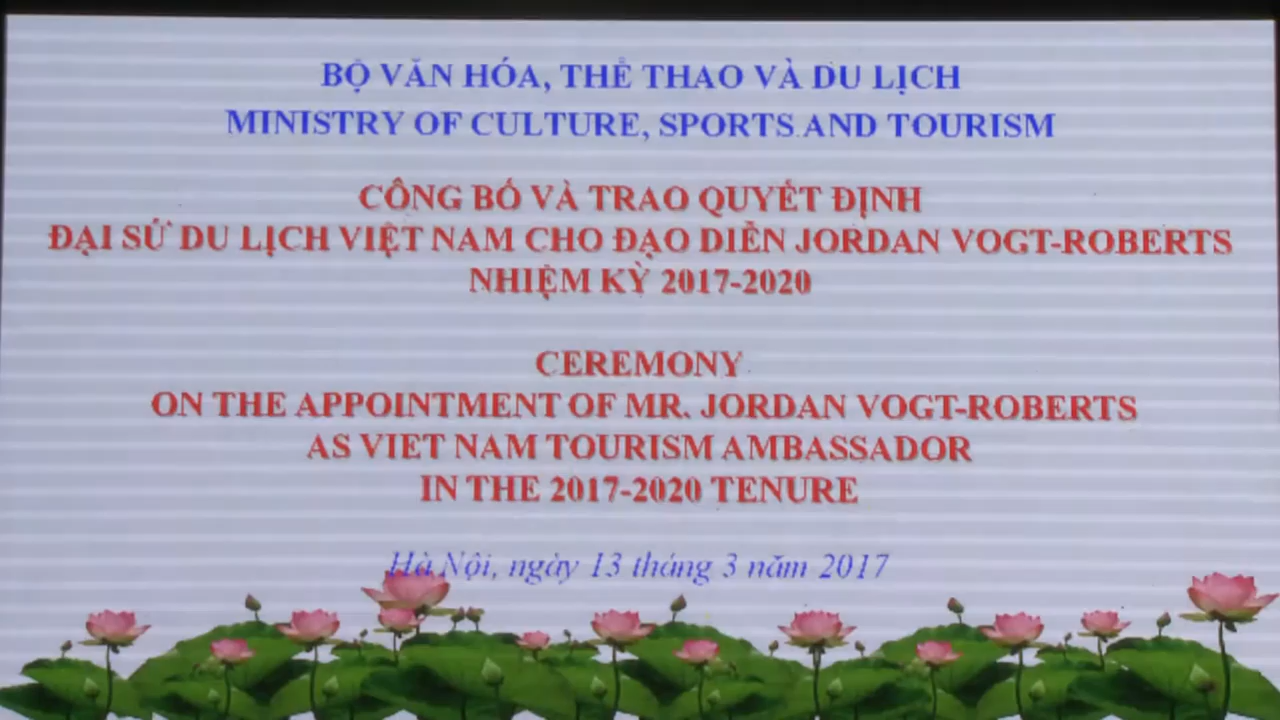 BỘ VĂN HÓA, THỂ THAO VÀ DU LỊCH
MINISTRY OF CULTURE, SPORTS AND TOURISM
CÔNG BỐ VÀ TRAO QUYẾT ĐỊNH
ĐẠI SỨ DU LỊCH VIỆT NAM CHO ĐẠO DIỄN JORDAN VOGT-ROBERTS
NHIỆM KỲ 2017-2020
CEREMONY
ON THE APPOINTMENT OF MR. JORDAN VOGT-ROBERTS
AS VIET NAM TOURISM AMBASSADOR
IN THE 2017-2020 TENURE
Hà Nội, ngày 13 tháng 3 năm 2017